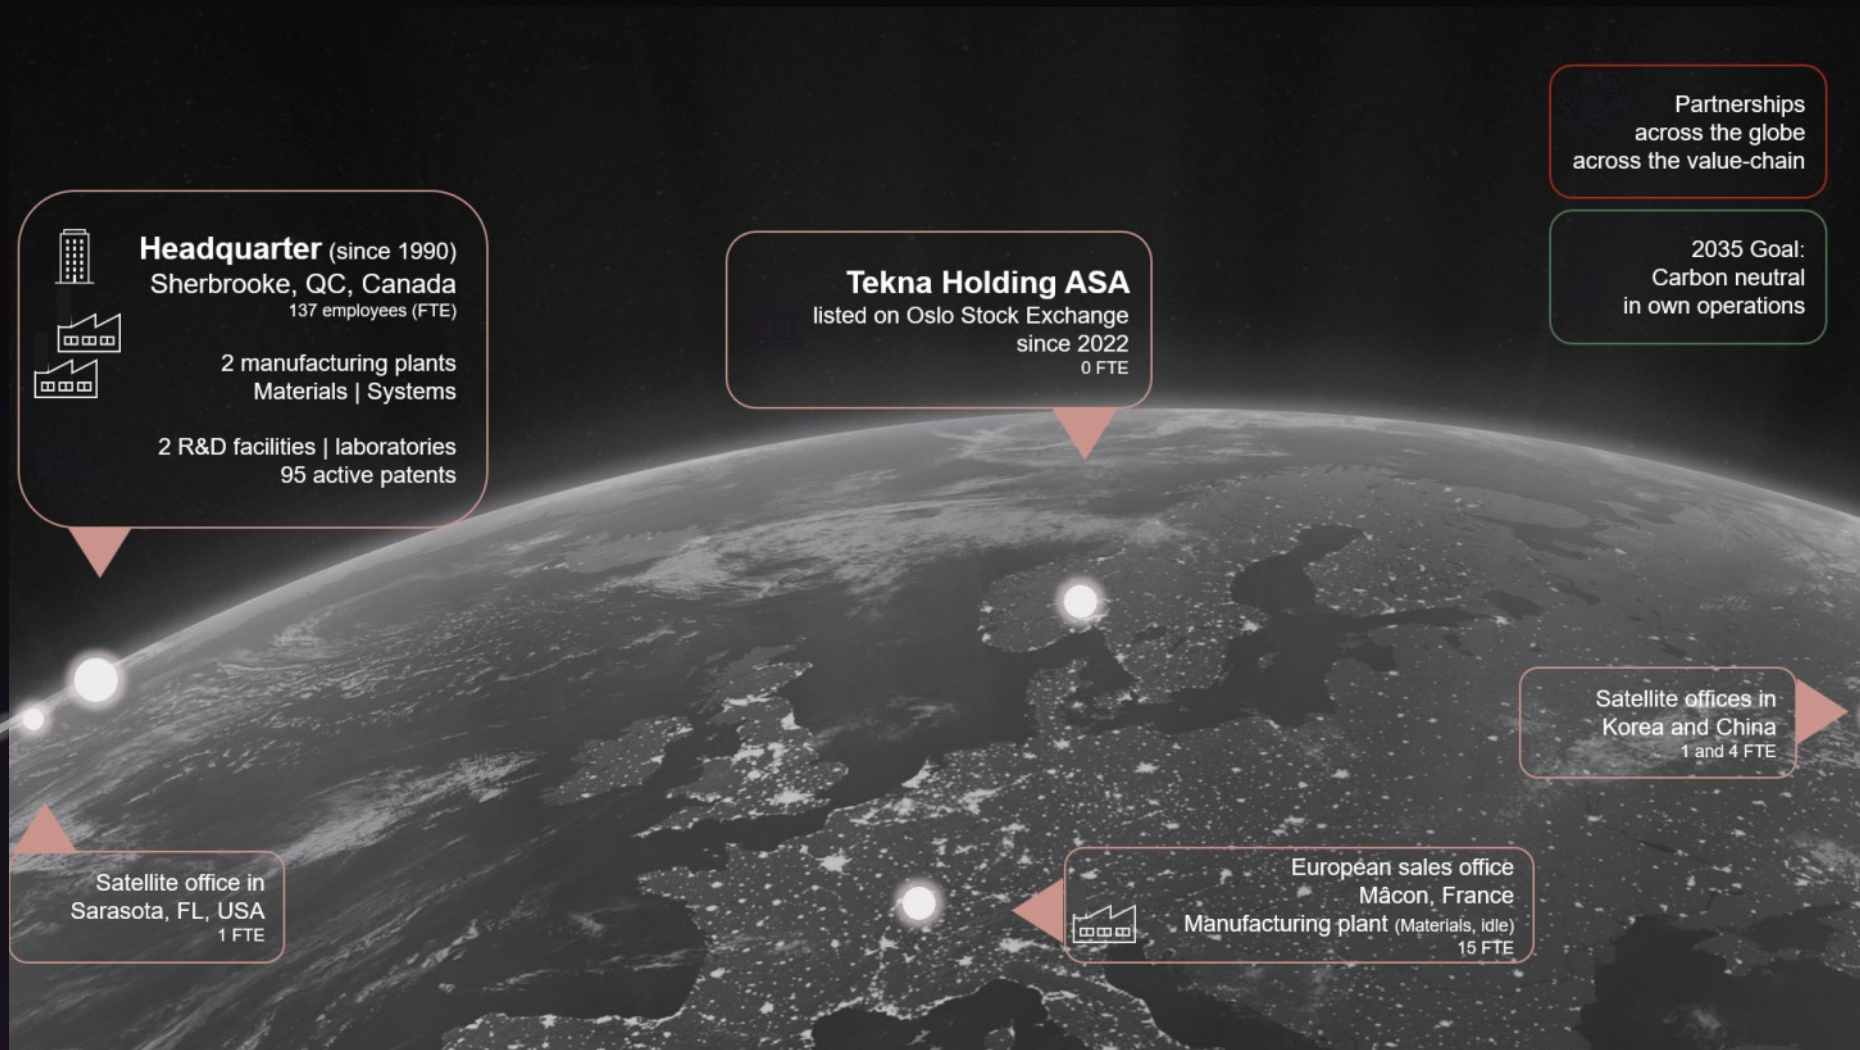 Partnerships
across the globe
across the value-chain
2035 Goal:
Carbon neutral
in own operations
Headquarter (since 1990)
Sherbrooke, QC, Canada
137 employees (FTE)
2 manufacturing plants
Materials | Systems
2 R&D facilities | laboratories
95 active patents
Tekna Holding ASA
listed on Oslo Stock Exchange
since 2022
0 FTE
Satellite offices in
Korea and China
1 and 4 FTE
Satellite office in
Sarasota, FL, USA
1 FTE
European sales office
Mâcon, France
Manufacturing plant (Materials, idle)
15 FTE